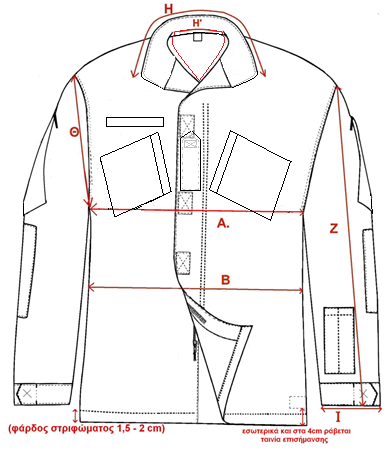 H
H'
Θ
A.
Z
B
I
(φάρδος στριφώματος 1,5 - 2 cm)
εσωτερικά και στα 4cm ράβεται
ταινία επισήμανσης